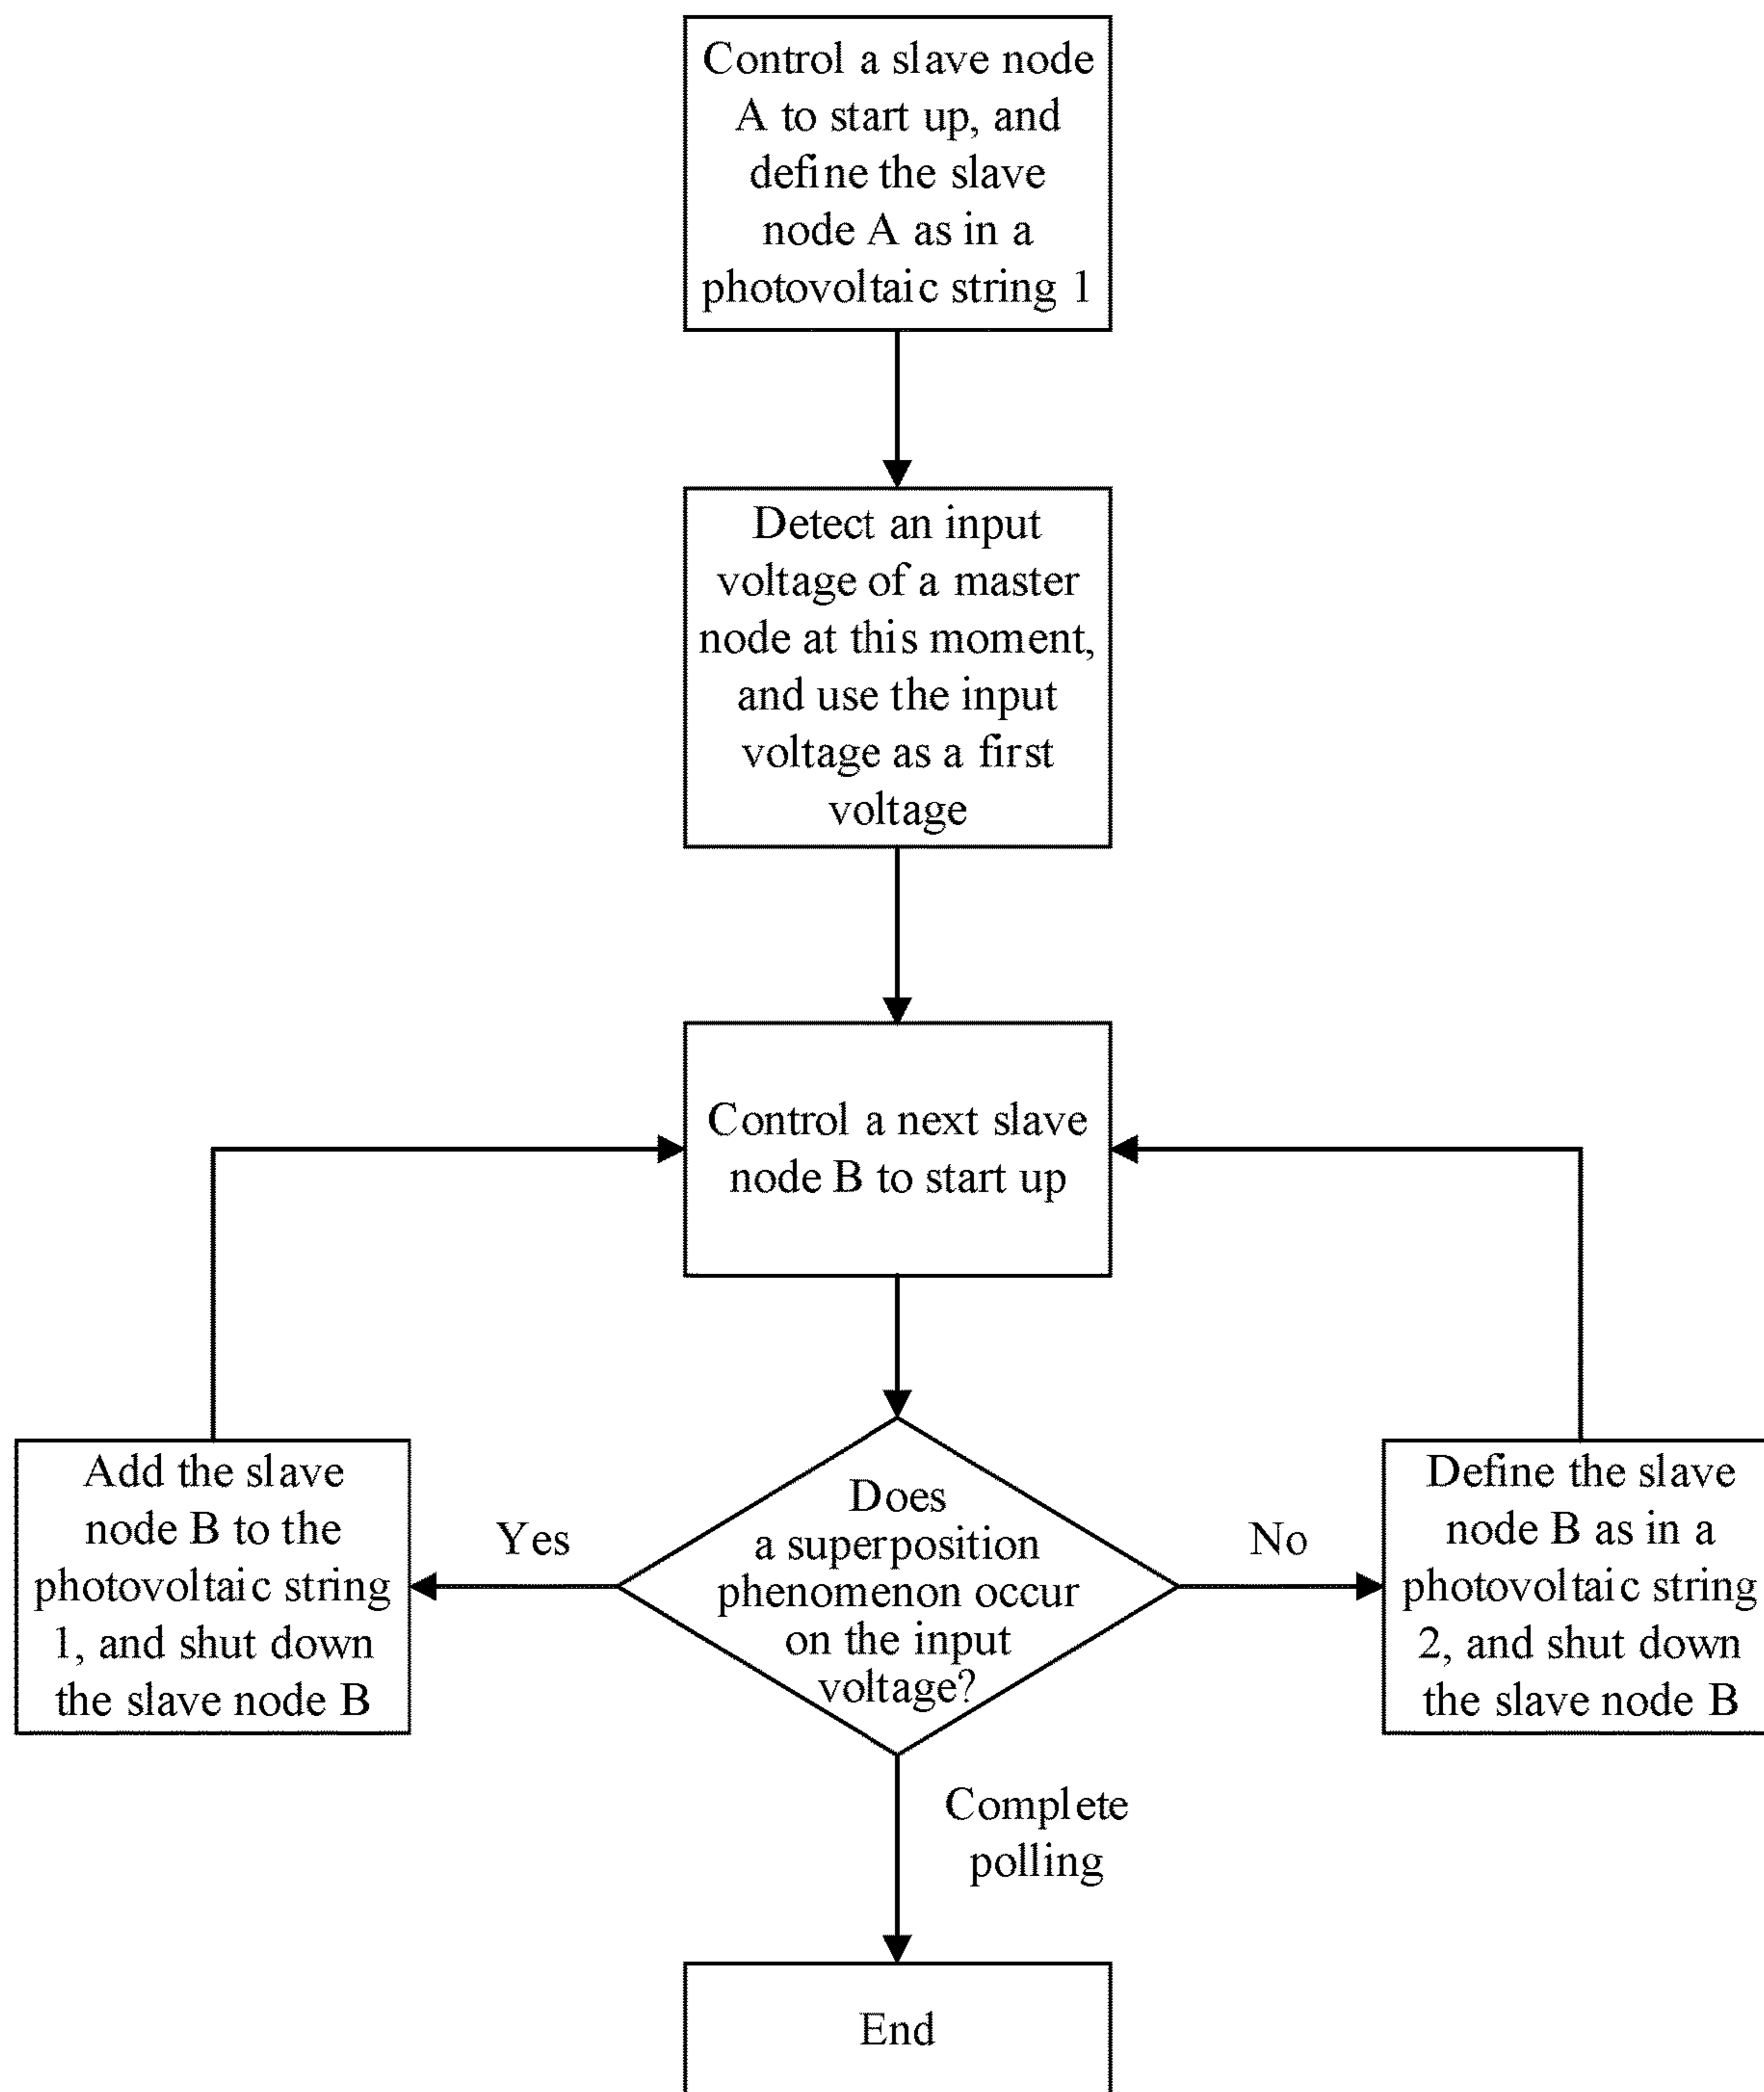 Control a slave node
A to start up, and
define the slave
node A as in a
photovoltaic string 1
Detect an input
voltage of a master
node at this moment,
and use the input
voltage as a first
voltage
Control a next slave
node B to start up
Does
a superposition
phenomenon occur
on the input
voltage?
Yes
Add the slave
node B to the
photovoltaic string
1, and shut down
the slave node B
No
Define the slave
node B as in a
photovoltaic string
2, and shut down
the slave node B
Complete
polling
End